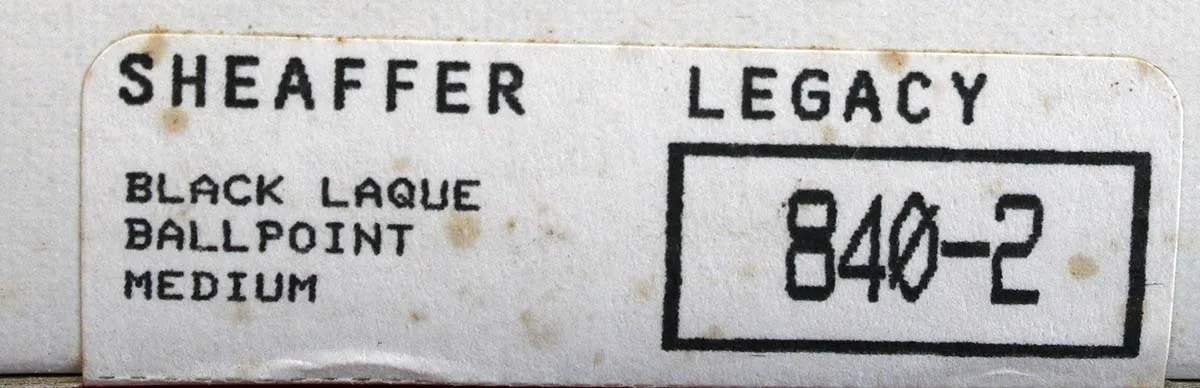 SHEAFFER LEGACY
BLACK LAQUE
BALLPOINT
MEDIUM
840-2